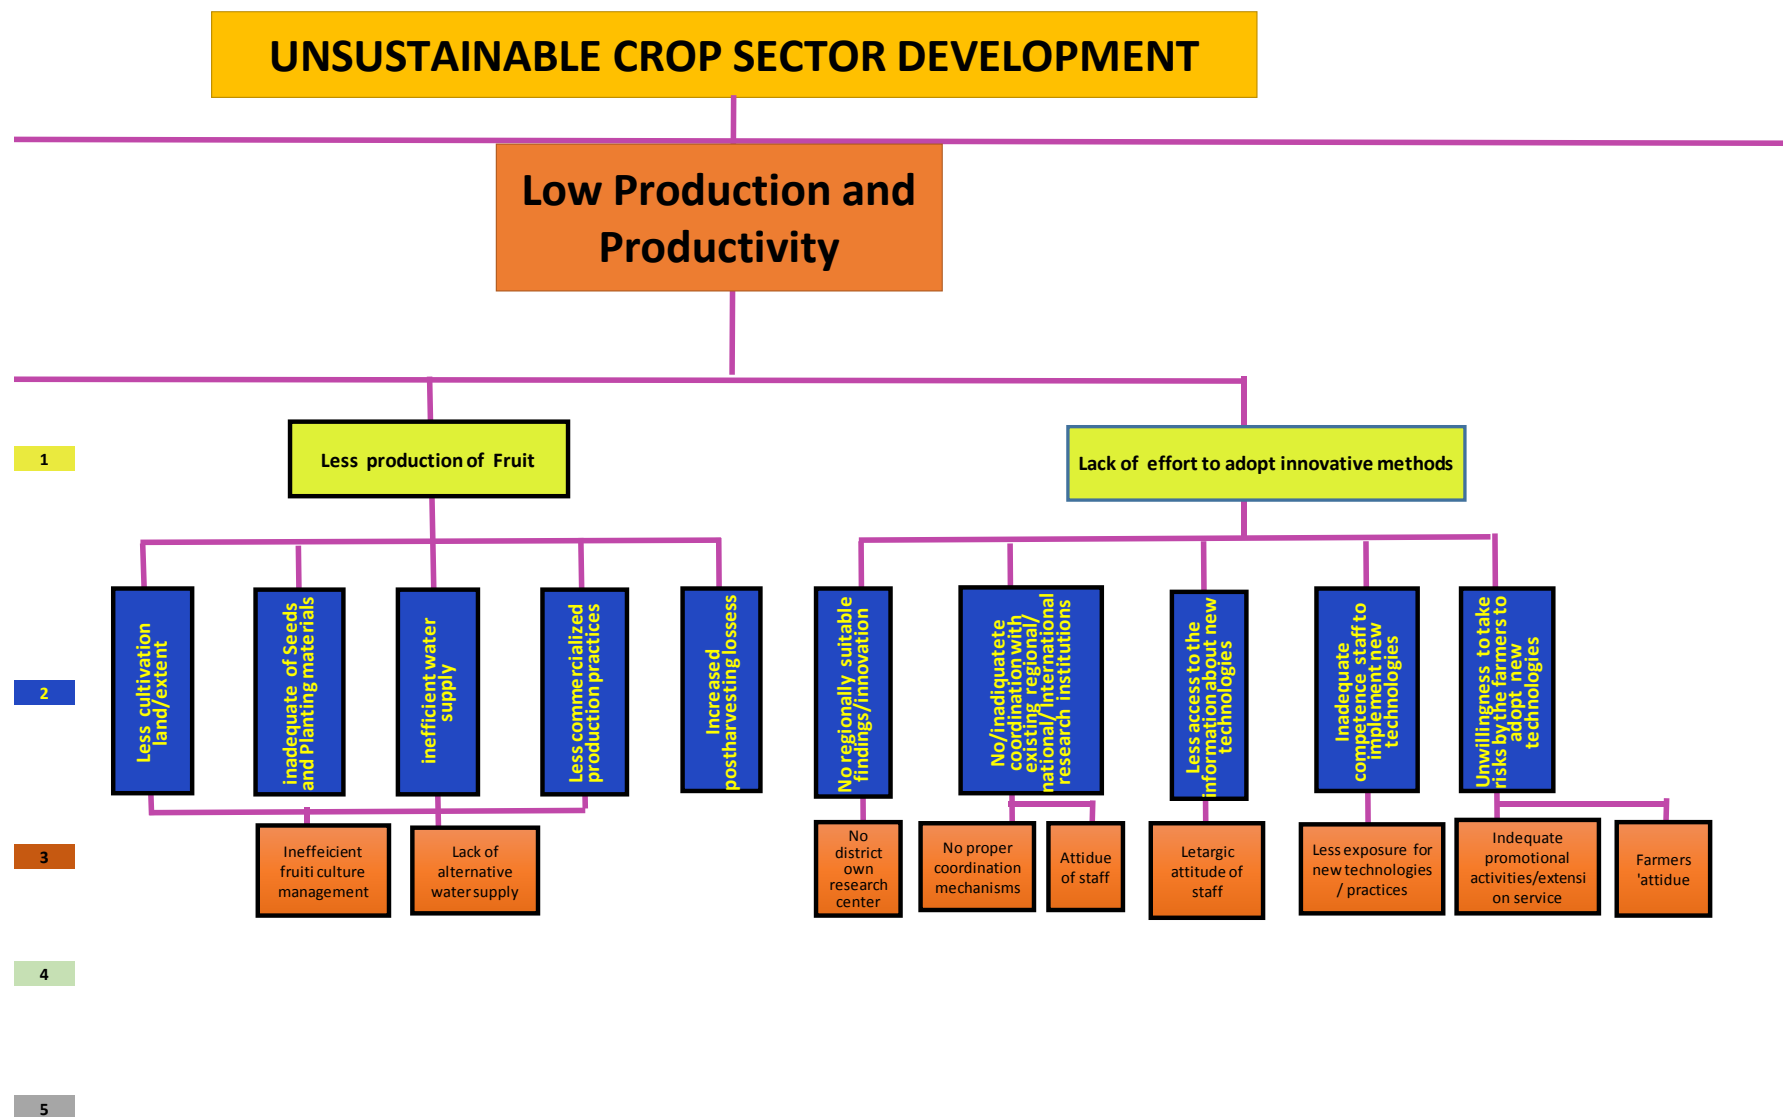 UNSUSTAINABLE CROP SECTOR DEVELOPMENT
Low Production and
Productivity
1
Less production of Fruit
Lack of effort to adopt innovative methods
2
Less cultivation
land/extent
inadequate of Seeds
and Planting materials
inefficient water
supply
Less commercialized
production practices
Increased
postharvesting lossess
No regionally suitable
findings/innovation
No/inadiquatete
coordination with
existing regional/
national/ International
research institutions
Less access to the
information about new
technologies
Inadequate
competence staff to
implement new
technologies
Unwillingness to take
risks by the farmers to
adopt new
technologies
3
Ineffeicient
fruiti culture
management
Lack of
alternative
water supply
No
district
own
research
center
No proper
coordination
mechanisms
Attidue
of staff
Letargic
attitude of
staff
Less exposure for
new technologies
/ practices
Indequate
promotional
activities/extensi
on service
Farmers
'attidue
4
5